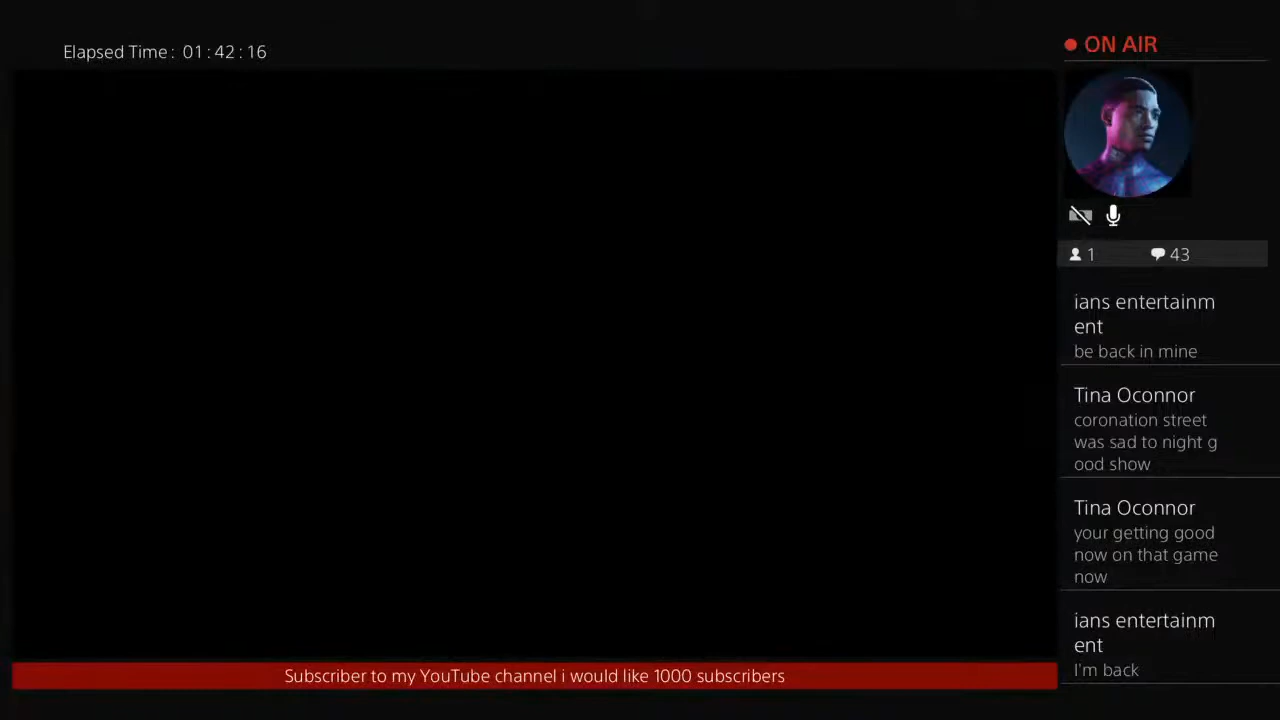 Elapsed Time: 01:42:16
ON AIR
1 43
ians entertainm
ent
be back in mine
Tina Oconnor
coronation street
was sad to night g
ood show
Tina Oconnor
your getting good
now on that game
now
ians entertainm
ent
I'm back
Subscriber to my YouTube channel i would like 1000 subscribers